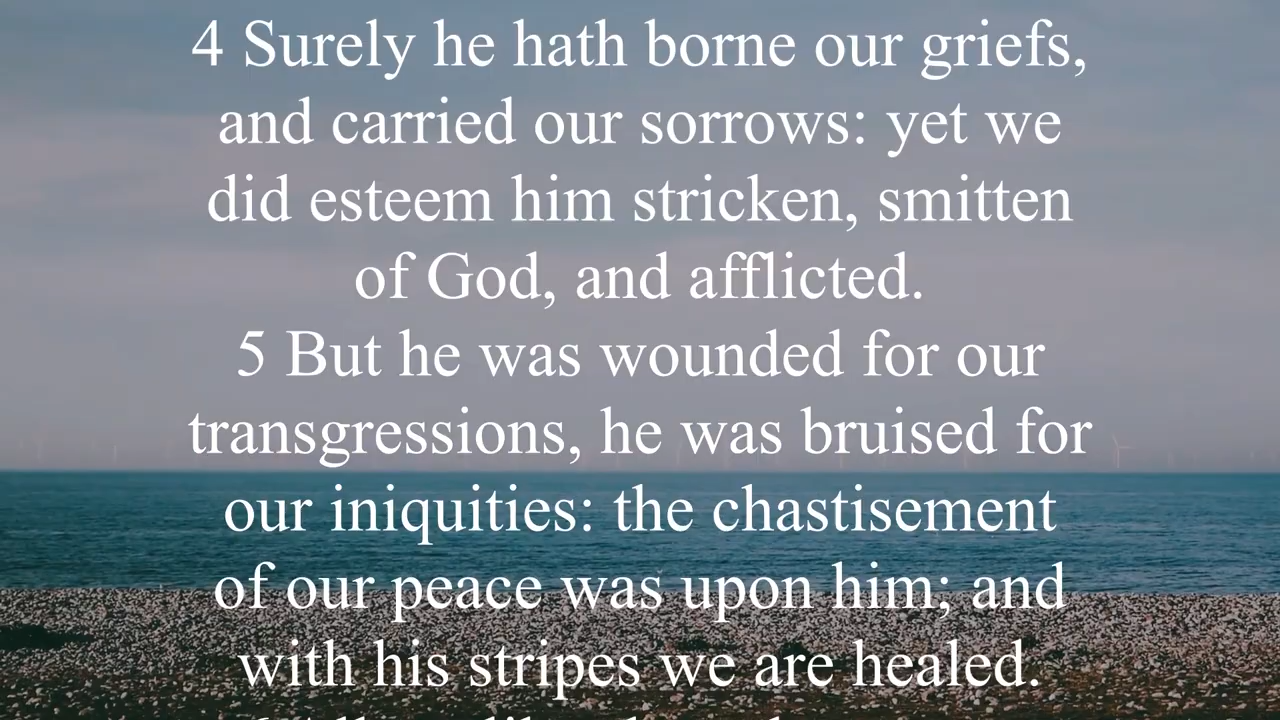 4 Surely he hath borne our griefs,
and carried our sorrows: yet we
did esteem him stricken, smitten
of God, and afflicted.
5 But he was wounded for our
transgressions, he was bruised for
our iniquities: the chastisement
of our peace was upon him; and
with his stripes we are healed.